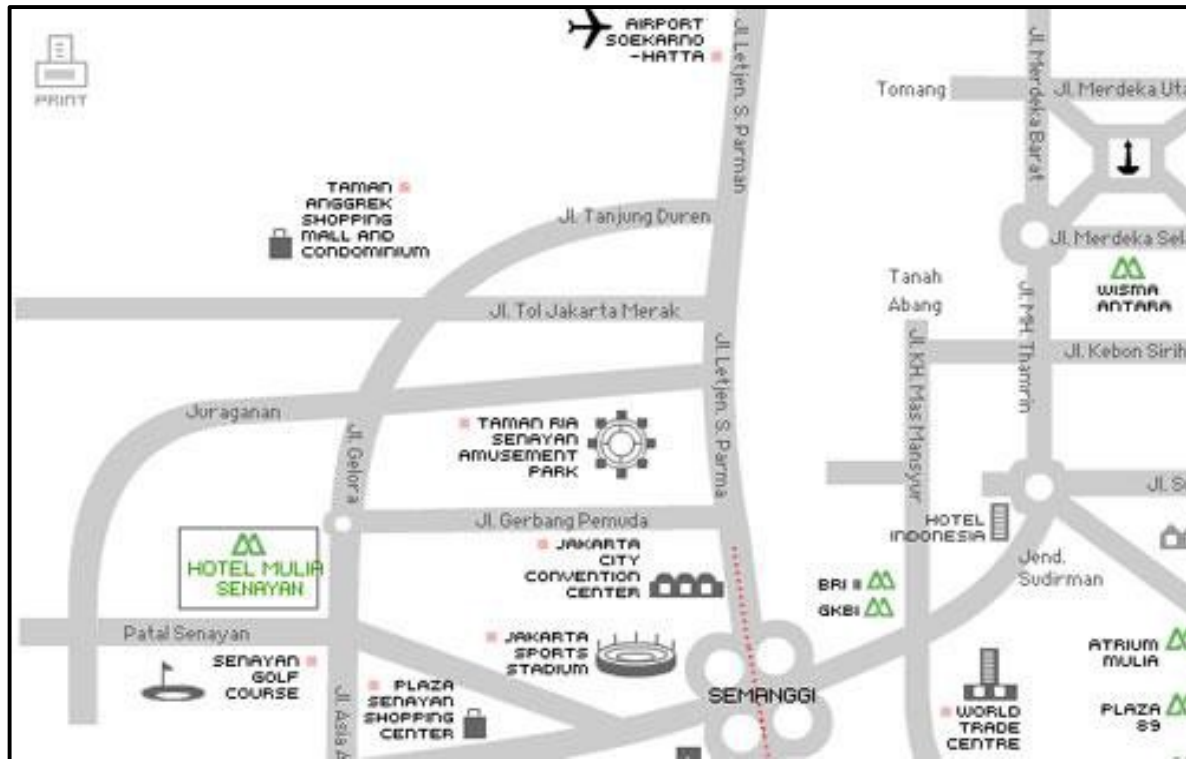 PRINT
AIRPORT
SOEKARNO
-HATTA
Jl. Letjen. S. Parman
Jl. Merdeka Barat
Tomang
Jl. Merdeka
TAMAN
ANGGREK
SHOPPING
MALL AND
CONDOMINIUM
Jl. Tanjung Duren
Jl. Merdeka
WISMA
ANTARA
Tanah
Abang
Jl. Tol Jakarta Merak
Jl. MH. Thamrin
Jl. Kebon Sirih
Jl. KH. Mas Mansyur
Jl. Letjen. S. Parma
Juraganan
Jl. Gelora
TAMAN RIA
SENAYAN
AMUSEMENT
PARK
Jl.
Jl. Gerbang Pemuda
HOTEL
INDONESIA
Jend.
Sudirman
HOTEL MULIA
SENAYAN
JAKARTA
CITY
CONVENTION
CENTER
BRI II
GKBI
Patal Senayan
JAKARTA
SPORTS
STADIUM
ATRIUM
MULIA
SENAYAN
GOLF
COURSE
Jl. Asia
PLAZA
SENAYAN
SHOPPING
CENTER
SEMANGGI
WORLD
TRADE
CENTRE
PLAZA
89